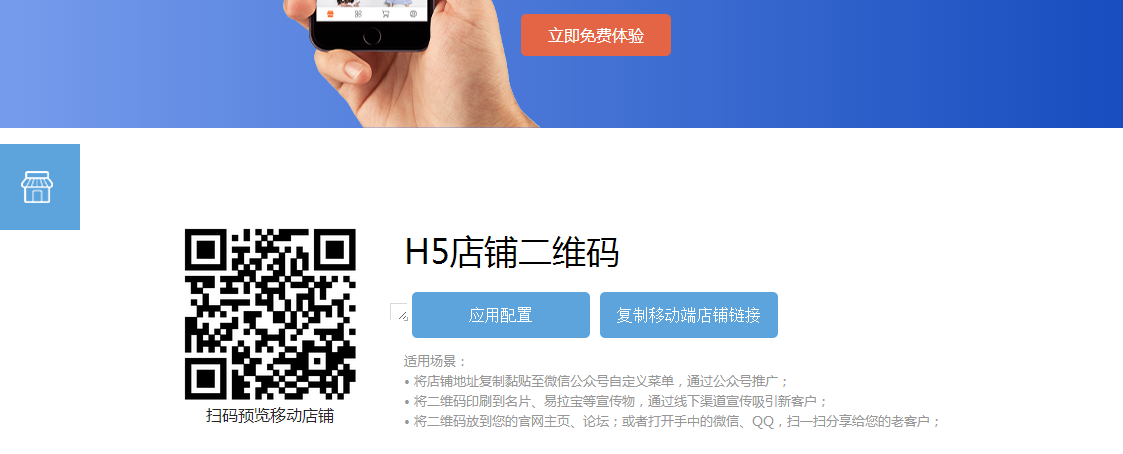 立即免费体验
H5店铺二维码
应用配置
复制移动端店铺链接
适用场景：
• 将店铺地址复制黏贴至微信公众号自定义菜单，通过公众号推广；
• 将二维码印刷到名片、易拉宝等宣传物，通过线下渠道宣传吸引新客户；
• 将二维码放到您的官网主页、论坛；或者打开手中的微信、QQ，扫一扫分享给您的老客户；
扫码预览移动店铺